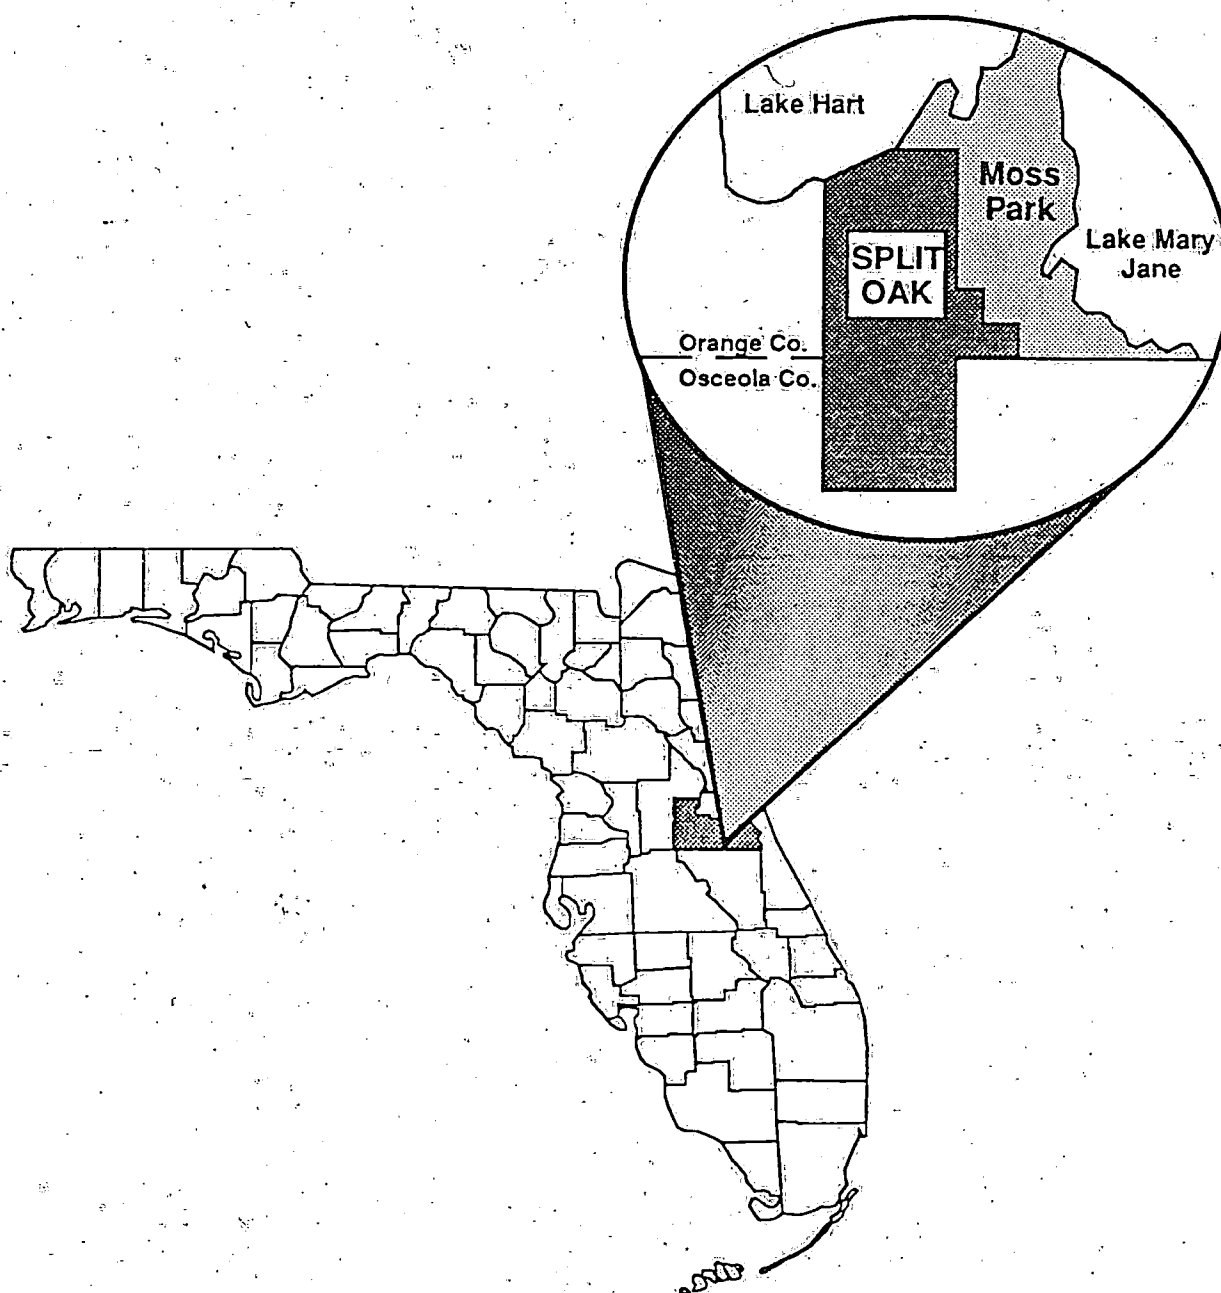 Lake Hart
Moss
Park
Lake Mary
Jane
SPLIT
OAK
Orange Co.
Osceola Co.